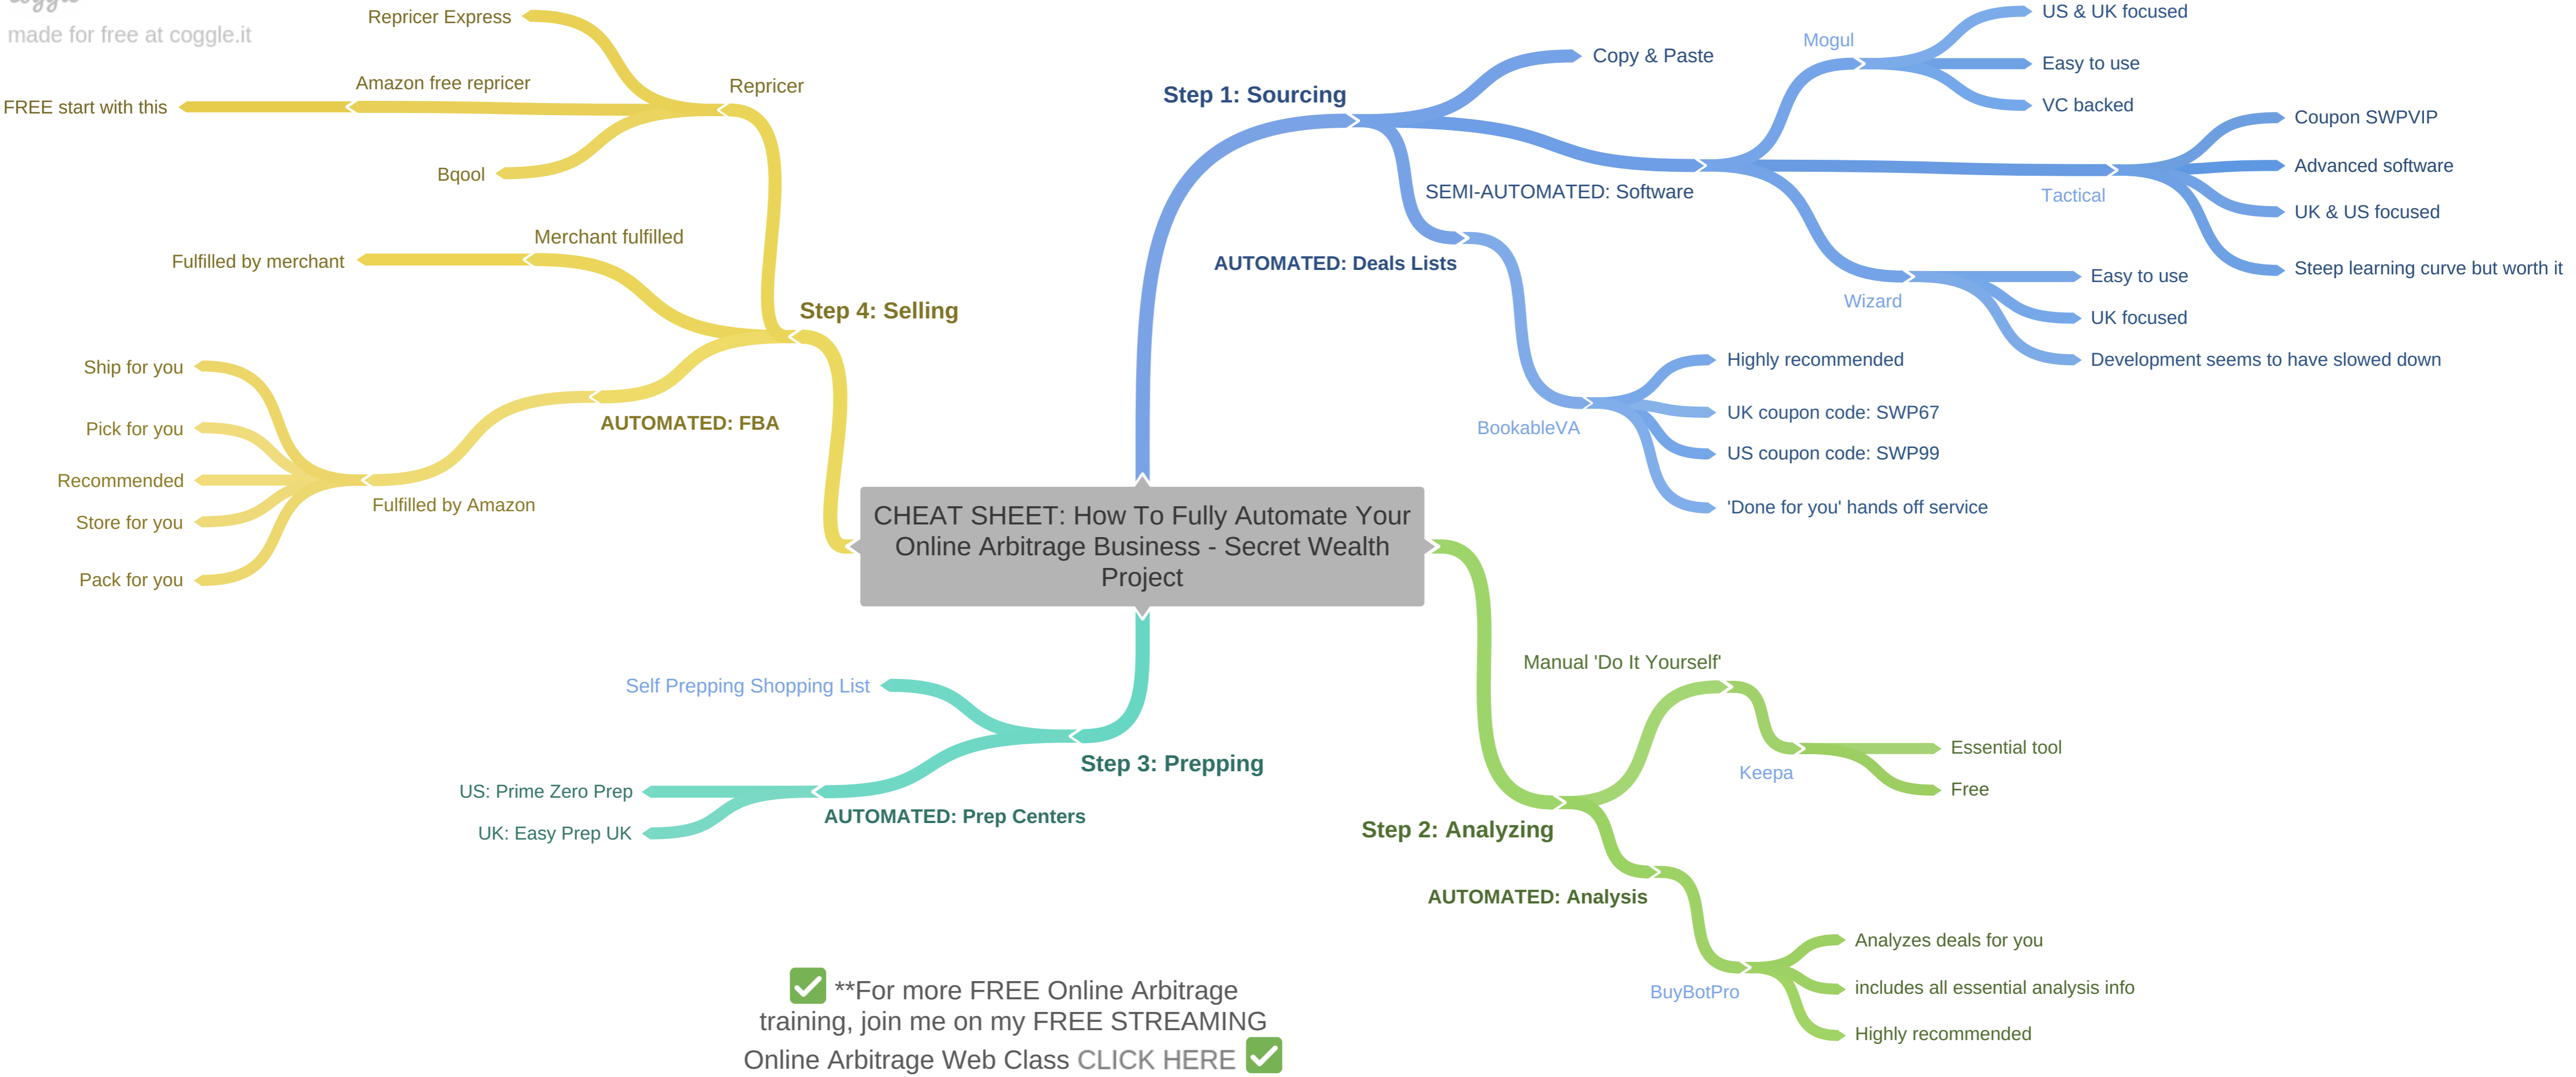 coggle
made for free at coggle.it
CHEAT SHEET: How To Fully Automate Your
Online Arbitrage Business - Secret Wealth
Project
Step 1: Sourcing
Copy & Paste
SEMI-AUTOMATED: Software
Mogul
US & UK focused
Easy to use
VC backed
Tactical
Coupon SWPVIP
Advanced software
UK & US focused
Steep learning curve but worth it
Wizard
Easy to use
UK focused
Development seems to have slowed down
AUTOMATED: Deals Lists
BookableVA
Highly recommended
UK coupon code: SWP67
US coupon code: SWP99
'Done for you' hands off service
Step 2: Analyzing
Manual 'Do It Yourself'
Keepa
Essential tool
Free
AUTOMATED: Analysis
BuyBotPro
Analyzes deals for you
includes all essential analysis info
Highly recommended
Step 3: Prepping
Self Prepping Shopping List
AUTOMATED: Prep Centers
US: Prime Zero Prep
UK: Easy Prep UK
Step 4: Selling
Repricer
Repricer Express
Amazon free repricer
FREE start with this
Bqool
Merchant fulfilled
Fulfilled by merchant
AUTOMATED: FBA
Fulfilled by Amazon
Ship for you
Pick for you
Recommended
Store for you
Pack for you
✅ **For more FREE Online Arbitrage
training, join me on my FREE STREAMING
Online Arbitrage Web Class CLICK HERE ✅